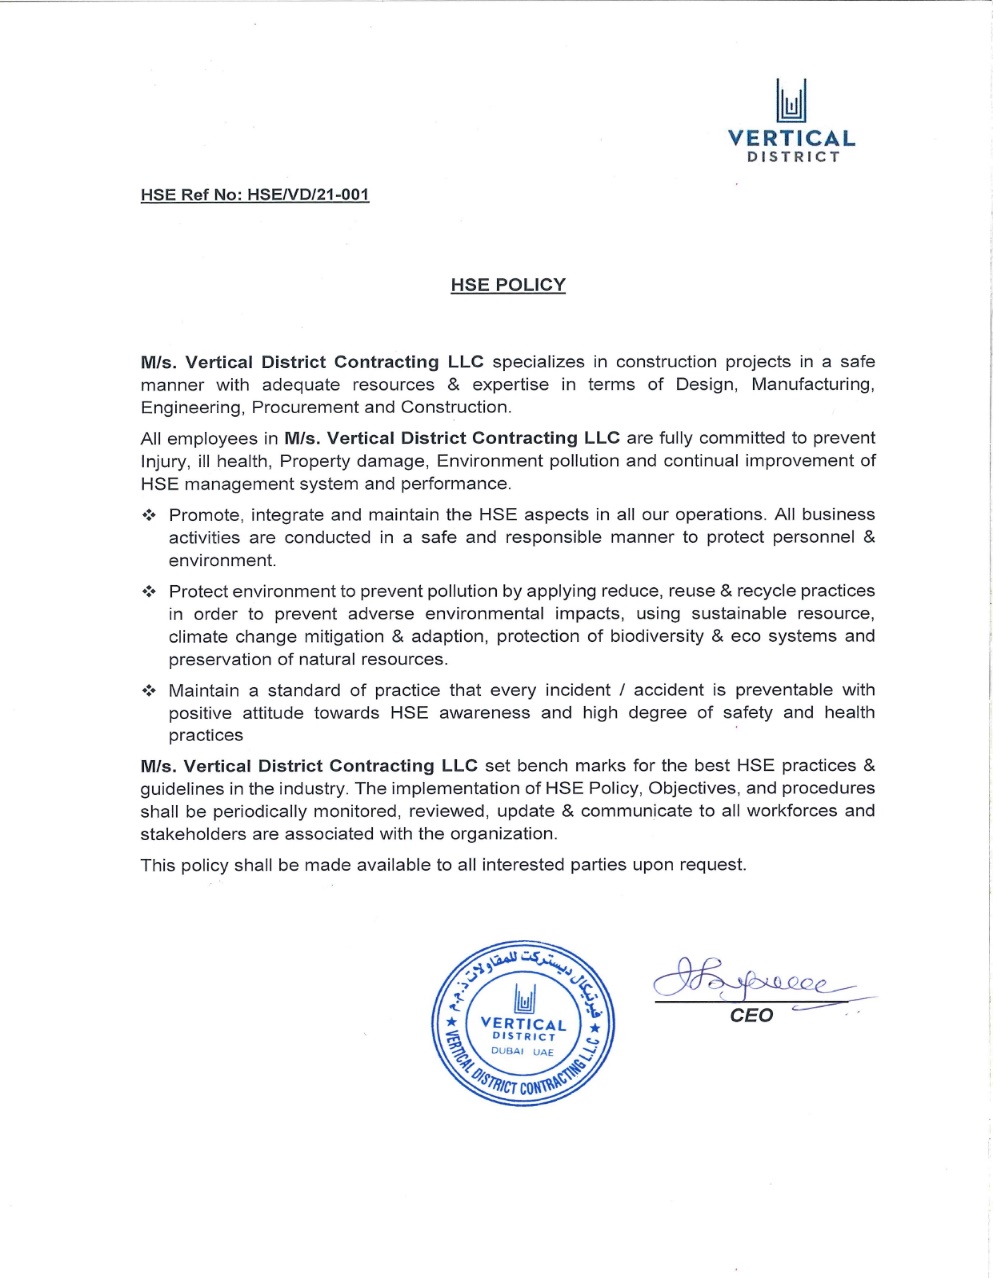 VERTICAL
DISTRICT
HSE Ref No: HSE/VD/21-001
HSE POLICY
M/s. Vertical District Contracting LLC specializes in construction projects in a safe
manner with adequate resources & expertise in terms of Design, Manufacturing,
Engineering, Procurement and Construction.
All employees in M/s. Vertical District Contracting LLC are fully committed to prevent
Injury, ill health, Property damage, Environment pollution and continual improvement of
HSE management system and performance.
❖ Promote, integrate and maintain the HSE aspects in all our operations. All business
activities are conducted in a safe and responsible manner to protect personnel &
environment.
❖ Protect environment to prevent pollution by applying reduce, reuse & recycle practices
in order to prevent adverse environmental impacts, using sustainable resource,
climate change mitigation & adaption, protection of biodiversity & eco systems and
preservation of natural resources.
❖ Maintain a standard of practice that every incident / accident is preventable with
positive attitude towards HSE awareness and high degree of safety and health
practices
M/s. Vertical District Contracting LLC set bench marks for the best HSE practices &
guidelines in the industry. The implementation of HSE Policy, Objectives, and procedures
shall be periodically monitored, reviewed, update & communicate to all workforces and
stakeholders are associated with the organization.
This policy shall be made available to all interested parties upon request.
فيرتيكال ديستركت للمقاولات ذ.م.م
VERTICAL
DISTRICT
DUBAI UAE
VERTICAL DISTRICT CONTRACTING L.L.C
CEO